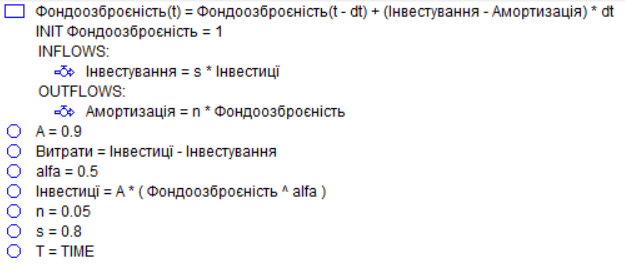 Фондоозброєність(t) = Фондоозброєність(t - dt) + (Інвестування - Амортизація) * dt
INIT Фондоозброєність = 1
INFLOWS:
Інвестування = s * Інвестиції
OUTFLOWS:
Амортизація = n * Фондоозброєність
A = 0.9
Витрати = Інвестиції - Інвестування
alfa = 0.5
Інвестиції = A * ( Фондоозброєність ^ alfa )
n = 0.05
s = 0.8
T = TIME